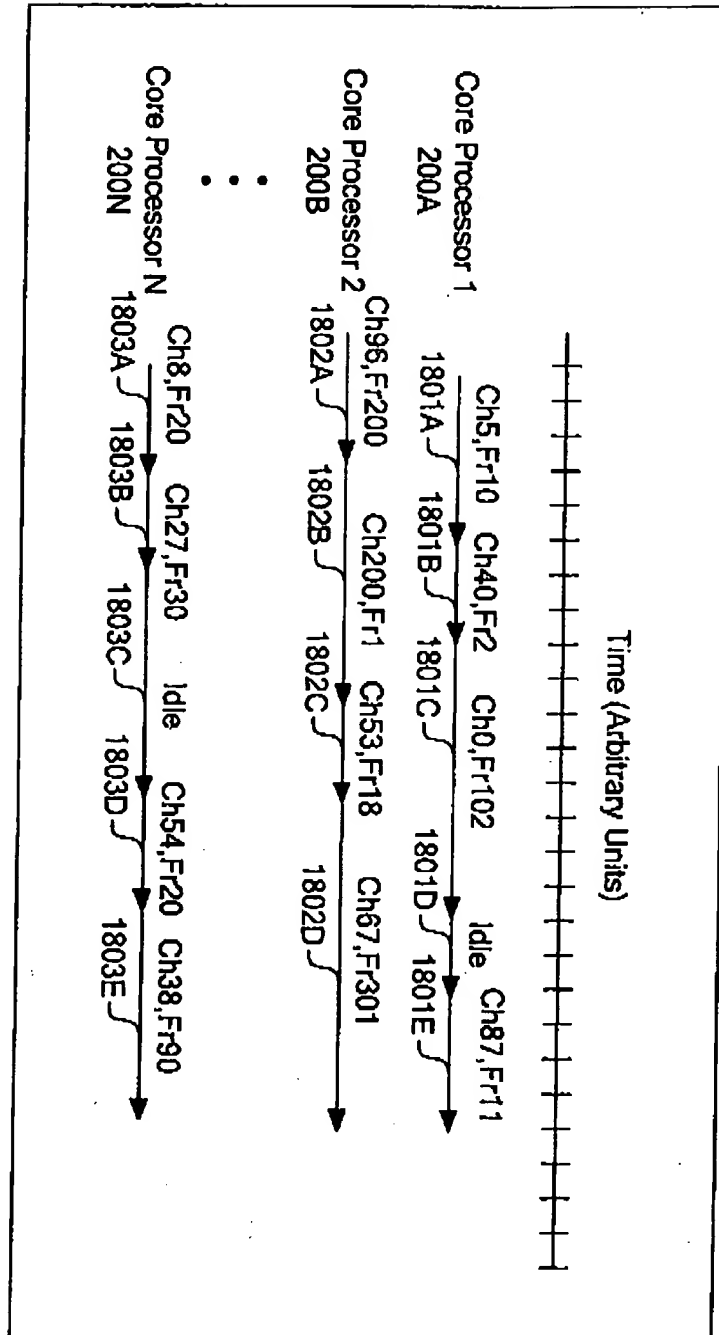 Time (Arbitrary Units)
Core Processor 1
200A
Ch5,Fr10 Ch40,Fr2 Ch0,Fr102 Idle Ch87,Fr11
1801A 1801B 1801C 1801D 1801E
Core Processor 2
200B
Ch96,Fr200 Ch200,Fr1 Ch53,Fr18 Ch67,Fr301
1802A 1802B 1802C 1802D
Core Processor N
200N
Ch8,Fr20 Ch27,Fr30 Idle Ch54,Fr20 Ch38,Fr90
1803A 1803B 1803C 1803D 1803E